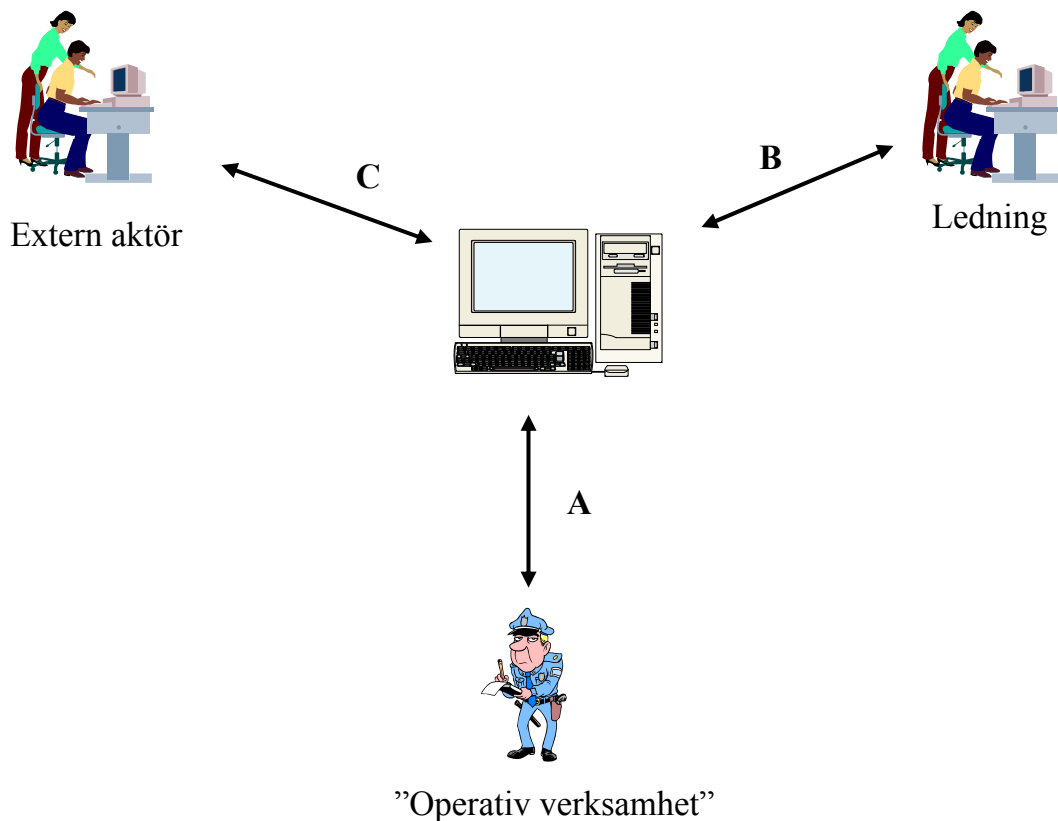 C
B
Extern aktör
Ledning
A
”Operativ verksamhet”